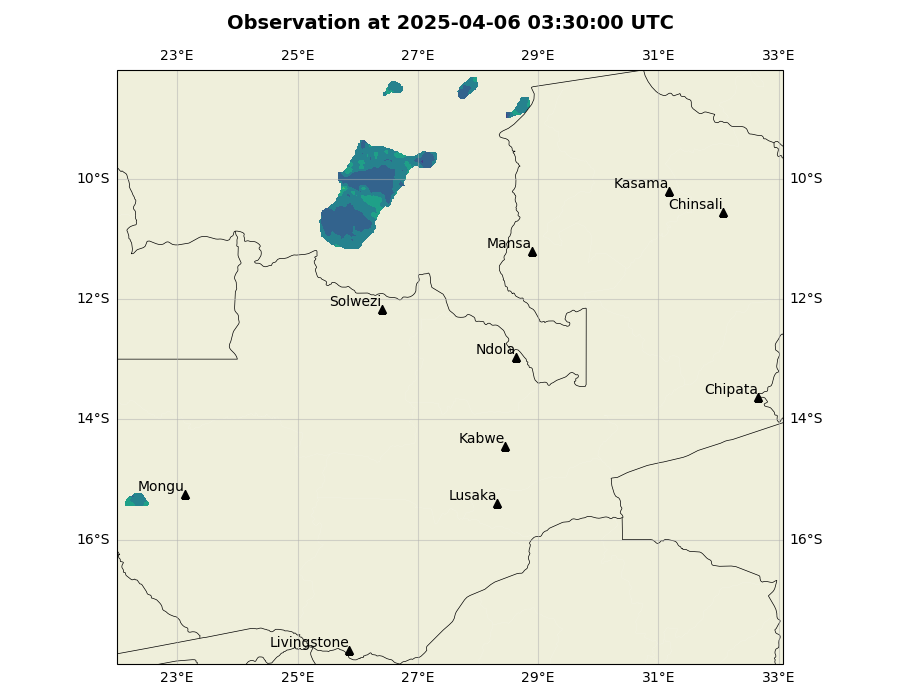 Observation at 2025-04-06 03:30:00 UTC
23°E 25°E 27°E 29°E 31°E 33°E
10°S 10°S
Kasama
Chinsali
Mansa
12°S 12°S
Solwezi
Ndola
Chipata
14°S 14°S
Kabwe
Mongu
Lusaka
16°S 16°S
Livingstone
23°E 25°E 27°E 29°E 31°E 33°E